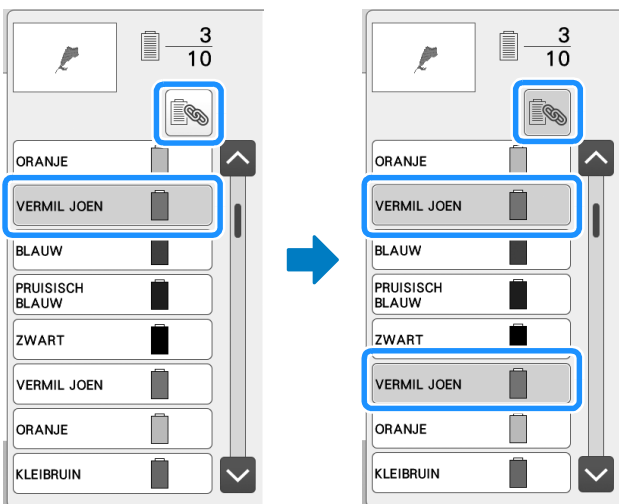 3
10
ORANJE
VERMIL JOEN
BLAUW
PRUISISCH
BLAUW
ZWART
VERMIL JOEN
ORANJE
KLEIBRUIN
3
10
ORANJE
VERMIL JOEN
BLAUW
PRUISISCH
BLAUW
ZWART
VERMIL JOEN
ORANJE
KLEIBRUIN